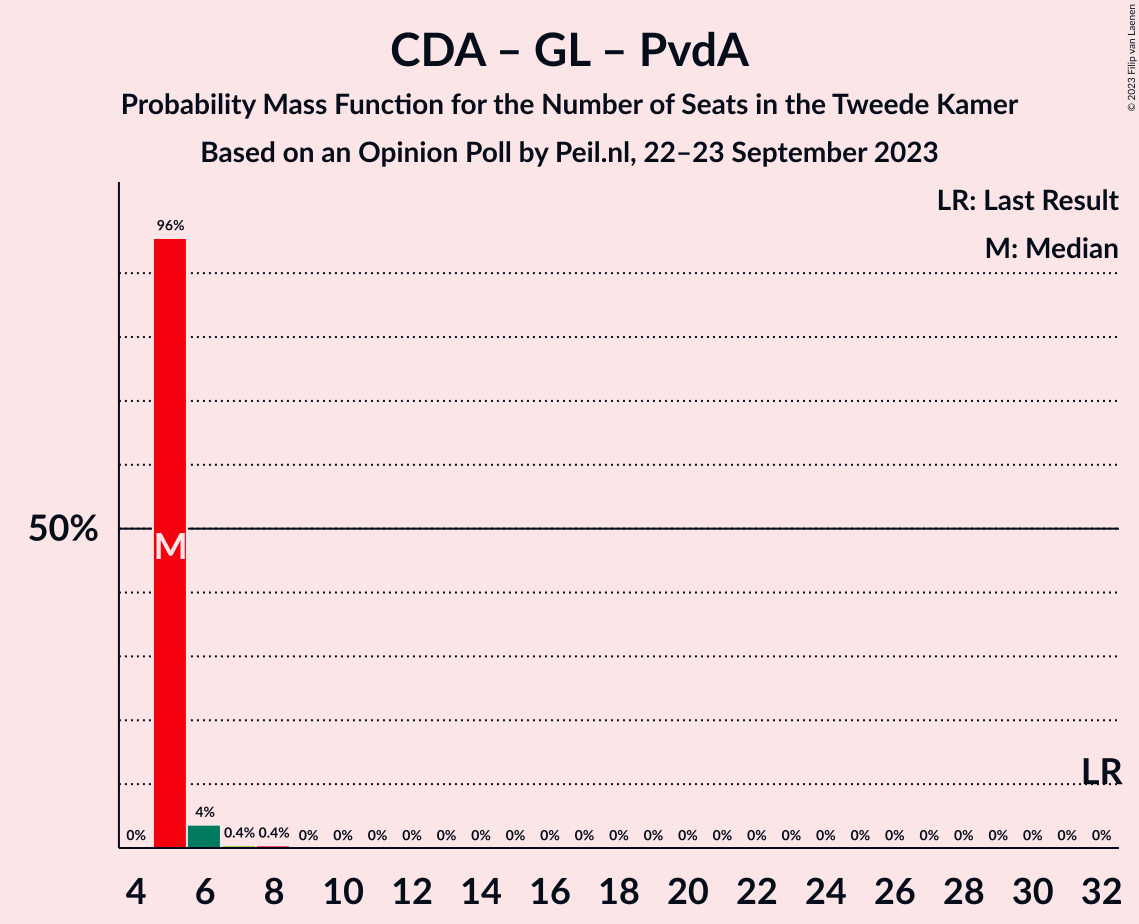 CDA – GL – PvdA
Probability Mass Function for the Number of Seats in the Tweede Kamer
Based on an Opinion Poll by Peil.nl, 22–23 September 2023
© 2023 Filip van Laenen
LR: Last Result
M: Median
96%
50%
M
LR
0% 4% 0.4% 0.4% 0% 0% 0% 0% 0% 0% 0% 0% 0% 0% 0% 0% 0% 0% 0% 0% 0% 0% 0% 0% 0% 0% 0% 0%
4 6 8 10 12 14 16 18 20 22 24 26 28 30 32